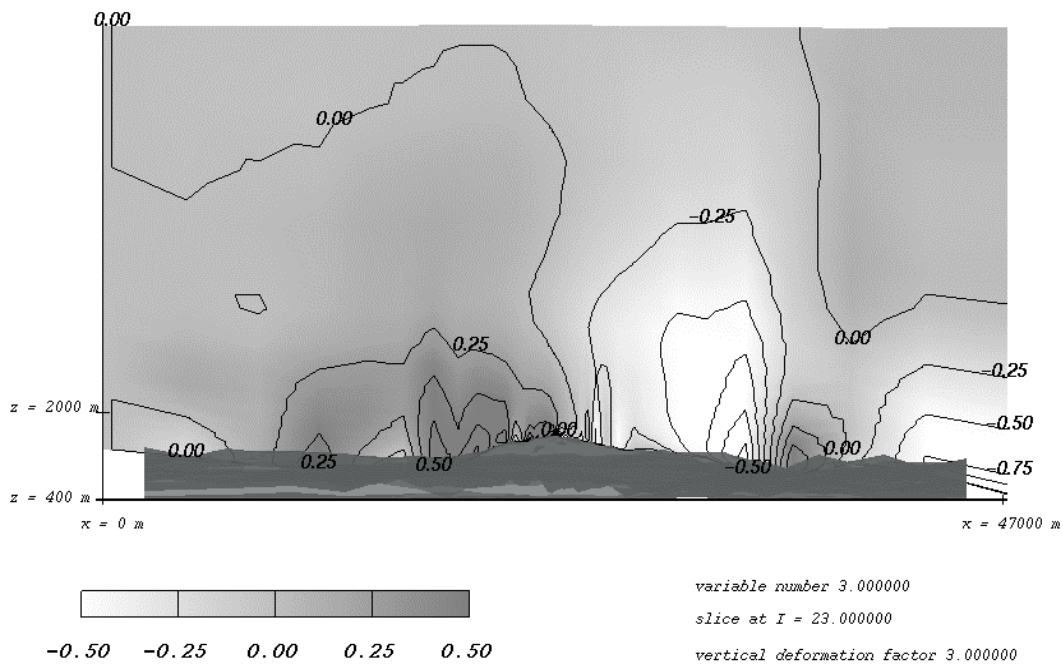 0.00
0.00
-0.25
0.00
0.25
-0.25
z = 2000 m
-0.50
0.00
0.00
0.00
0.25
0.50
-0.50
-0.75
z = 400 m
x = 0 m
x = 47000 m
variable number 3.000000
slice at I = 23.000000
-0.50 -0.25 0.00 0.25 0.50
vertical deformation factor 3.000000